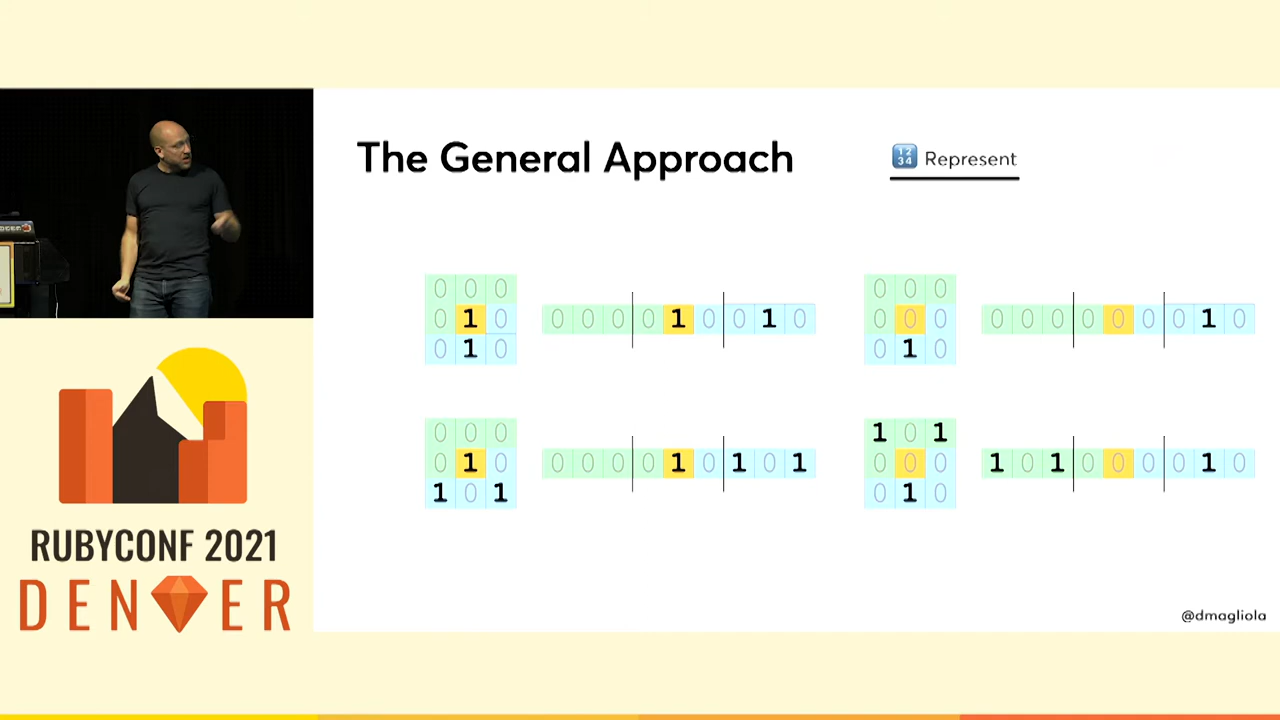 The General Approach
1234 Represent
0 0 0
0 1 0
0 1 0
0 0 0 0 1 0 0 1 0
0 0 0
0 0 0
0 1 0
0 0 0 0 0 0 0 1 0
0 0 0
0 1 0
1 0 1
0 0 0 0 1 0 1 0 1
1 0 1
0 0 0
0 1 0
1 0 1 0 0 0 0 1 0
RUBYCONF 2021
DENVER
@dmagliola